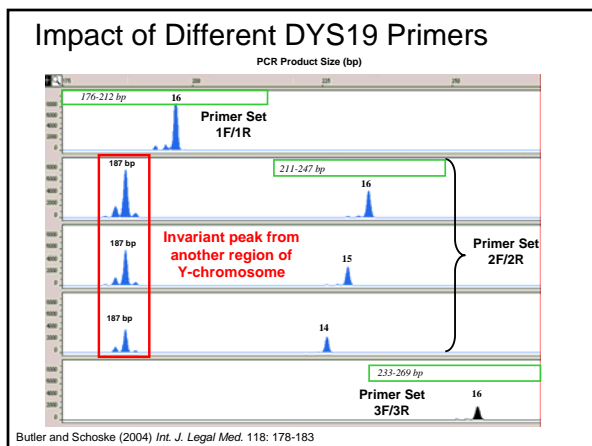 Impact of Different DYS19 Primers
PCR Product Size (bp)
175 200 250
176-212 bp
16
Primer Set
1F/1R
187 bp
211-247 bp
16
187 bp
Invariant peak from
another region of
Y-chromosome
15
Primer Set
2F/2R
187 bp
14
233-269 bp
Primer Set
3F/3R
16
Butler and Schoske (2004) Int. J. Legal Med. 118: 178-183